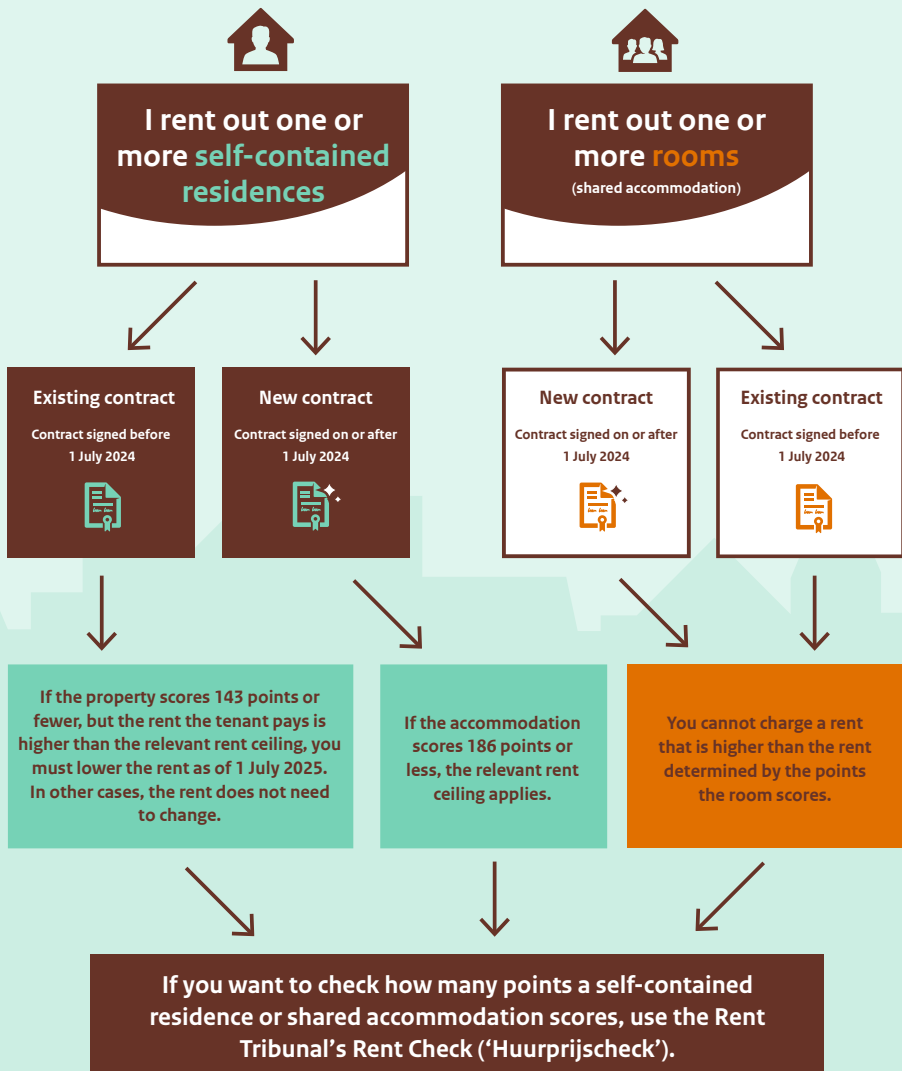 I rent out one or
more self-contained
residences
I rent out one or
more rooms
(shared accommodation)
Existing contract
Contract signed before
1 July 2024
New contract
Contract signed on or after
1 July 2024
New contract
Contract signed on or after
1 July 2024
Existing contract
Contract signed before
1 July 2024
If the property scores 143 points or
fewer, but the rent the tenant pays is
higher than the relevant rent ceiling, you
must lower the rent as of 1 July 2025.
In other cases, the rent does not need
to change.
If the accommodation
scores 186 points or
less, the relevant rent
ceiling applies.
You cannot charge a rent
that is higher than the rent
determined by the points
the room scores.
If you want to check how many points a self-contained
residence or shared accommodation scores, use the Rent
Tribunal’s Rent Check (‘Huurprijscheck’).